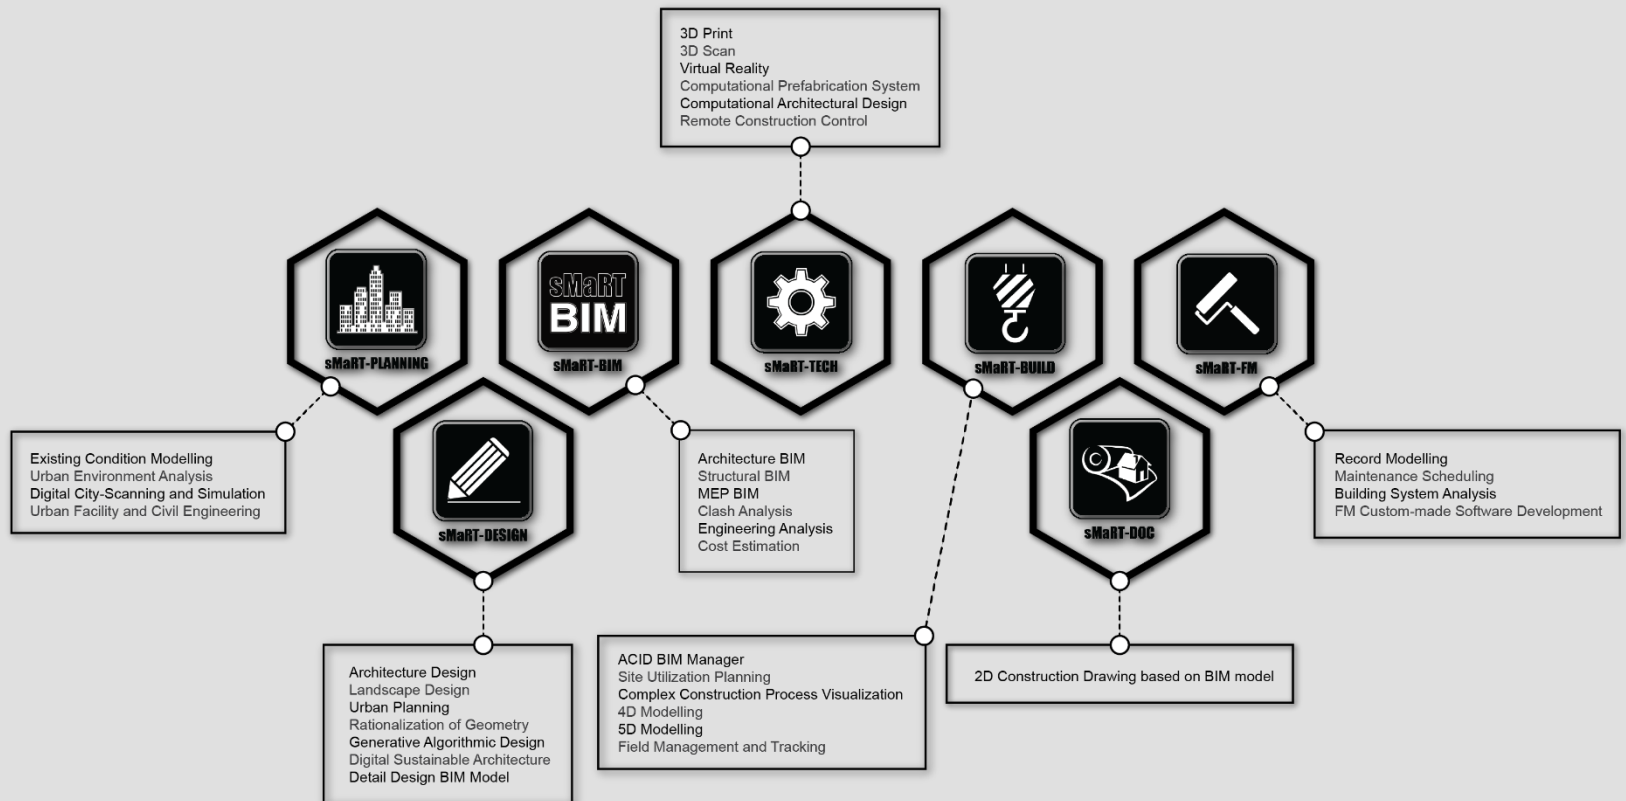 3D Print
3D Scan
Virtual Reality
Computational Prefabrication System
Computational Architectural Design
Remote Construction Control
sMaRT
BIM
sMaRT-PLANNING
sMaRT-BIM
sMaRT-TECH
sMaRT-BUILD
sMaRT-FM
Existing Condition Modelling
Urban Environment Analysis
Digital City-Scanning and Simulation
Urban Facility and Civil Engineering
sMaRT-DESIGN
Architecture BIM
Structural BIM
MEP BIM
Clash Analysis
Engineering Analysis
Cost Estimation
sMaRT-DOC
Record Modelling
Maintenance Scheduling
Building System Analysis
FM Custom-made Software Development
Architecture Design
Landscape Design
Urban Planning
Rationalization of Geometry
Generative Algorithmic Design
Digital Sustainable Architecture
Detail Design BIM Model
ACID BIM Manager
Site Utilization Planning
Complex Construction Process Visualization
4D Modelling
5D Modelling
Field Management and Tracking
2D Construction Drawing based on BIM model